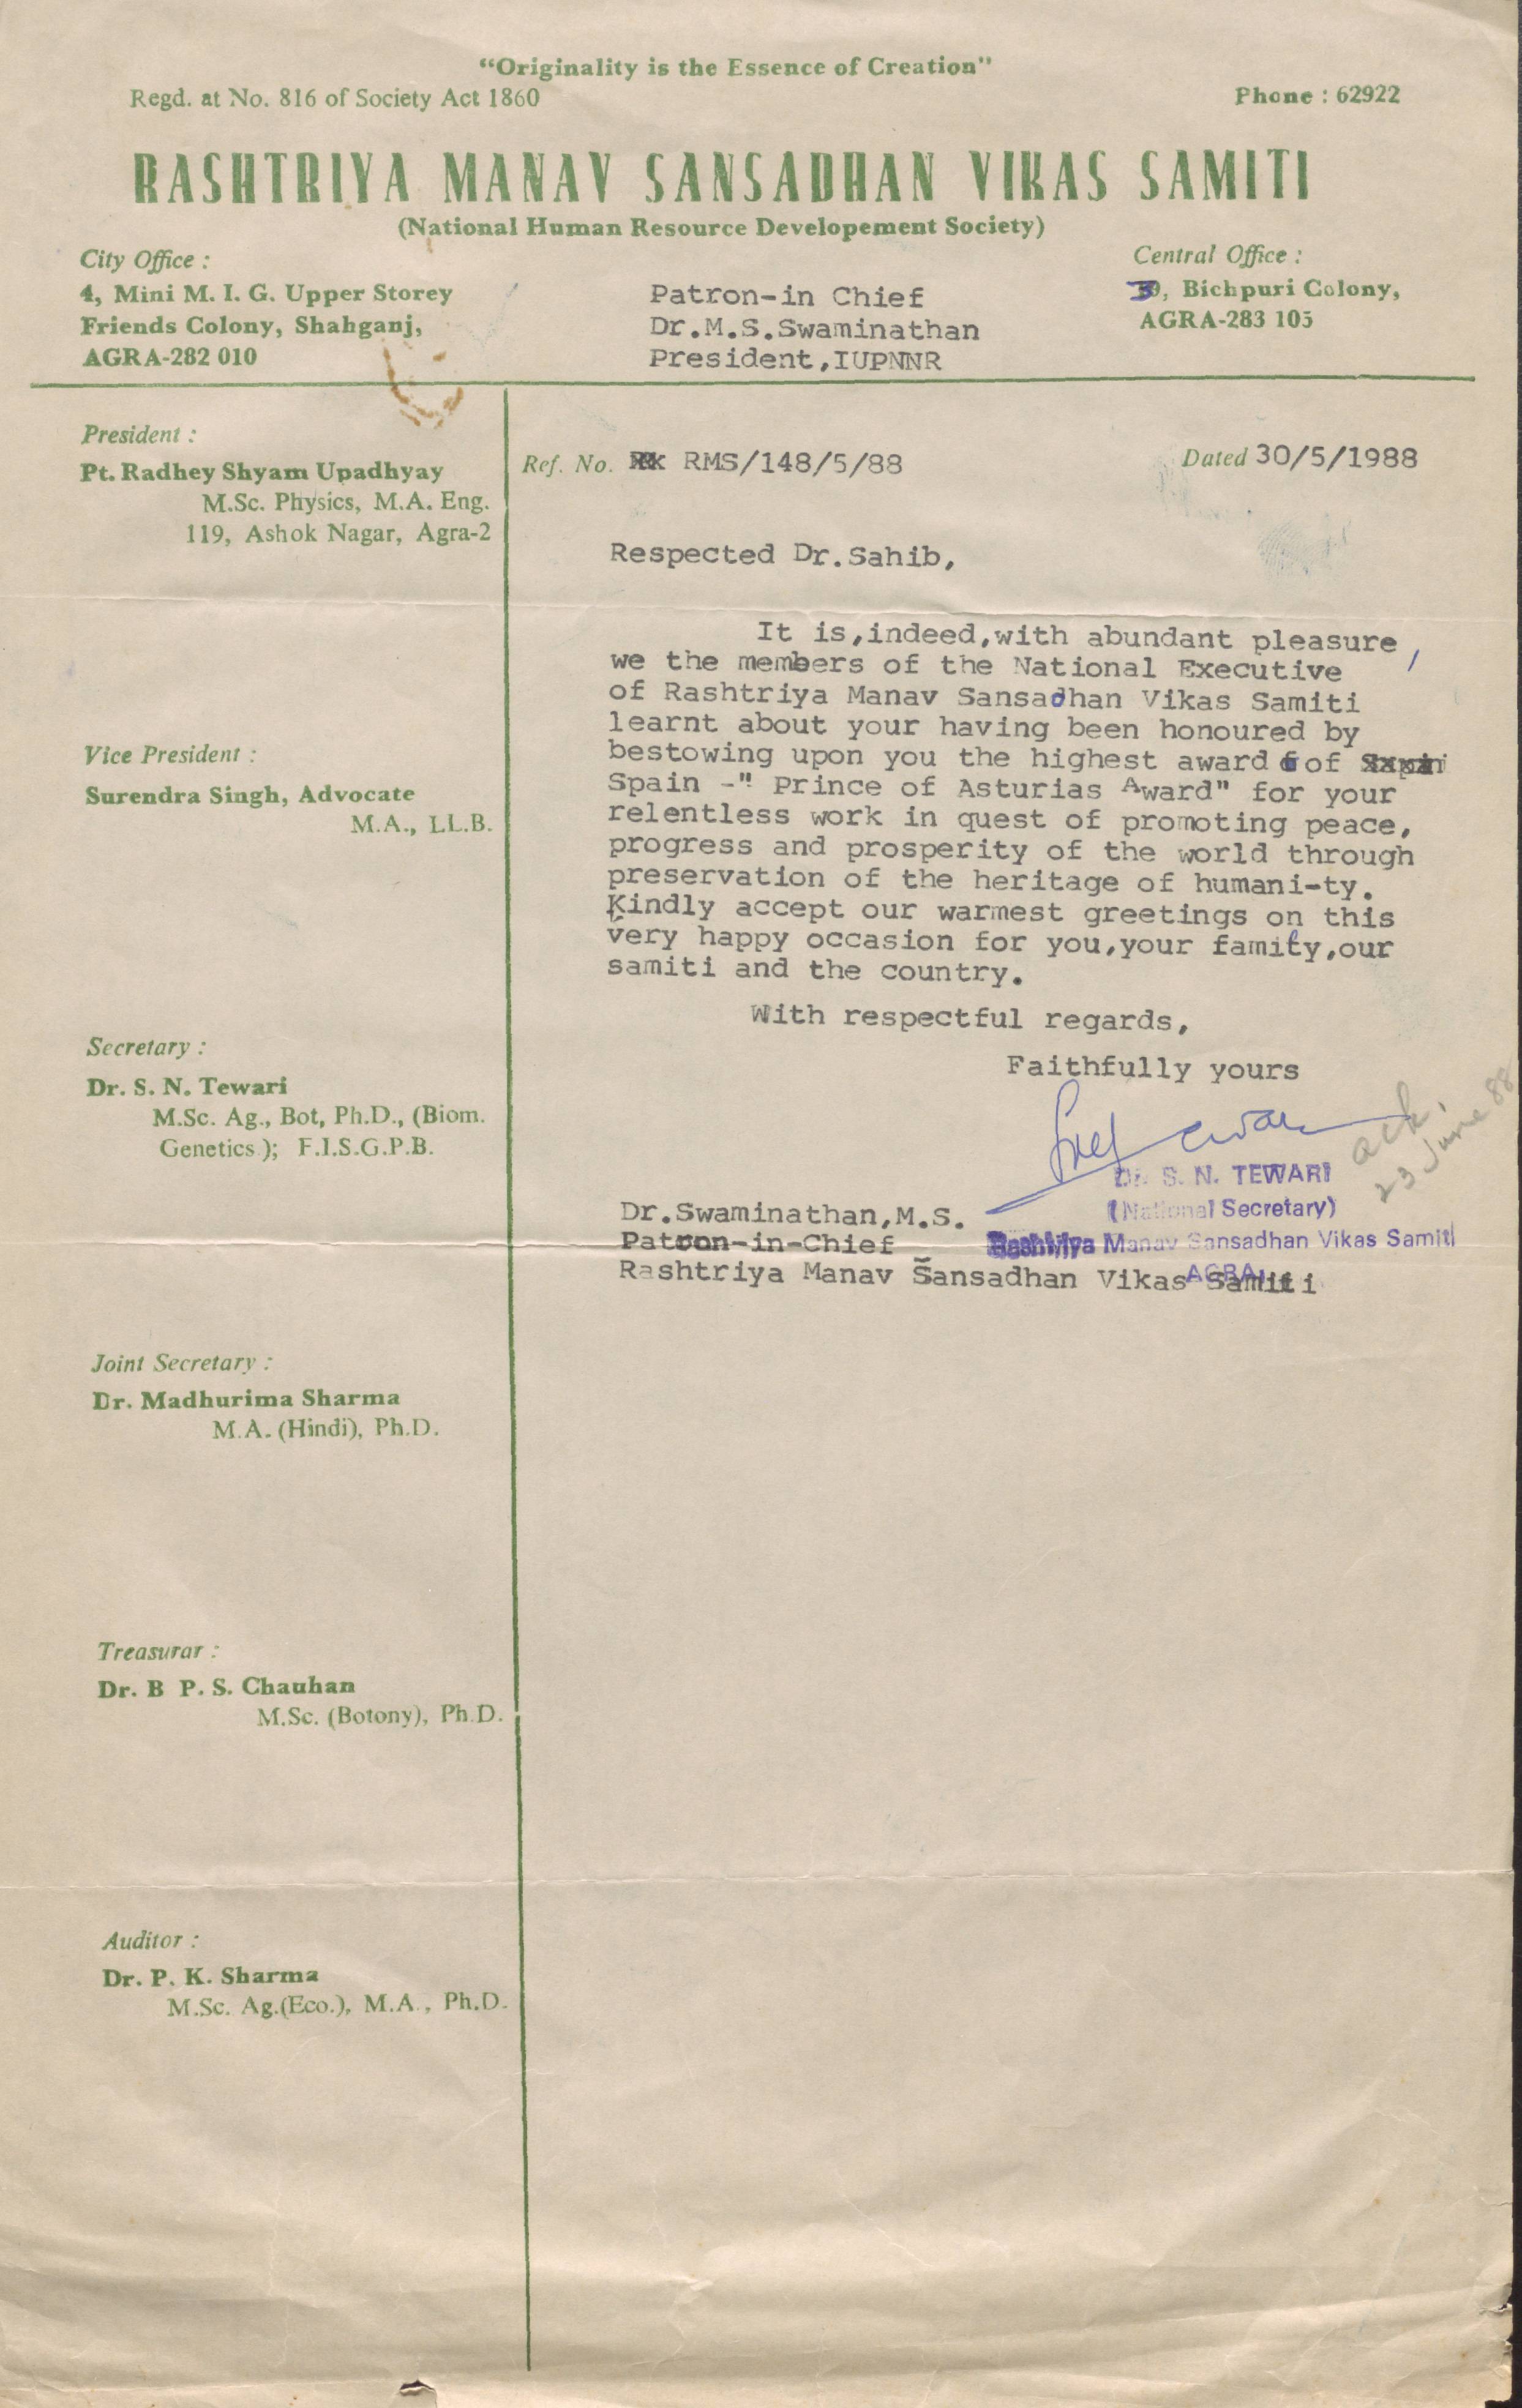 "Originality is the Essence of Creation"
Regd. at No. 816 of Society Act 1860
Phone : 62922
RASHTRIYA MANAV SANSADHAN VIKAS SAMITI
(National Human Resource Developement Society)
City Office :
4, Mini M. I. G. Upper Storey
Friends Colony, Shahganj,
AGRA-282 010
Patron-in Chief
Dr.M.S.Swaminathan
President,IUPNNR
Central Office :
Bichpuri Colony,
AGRA-283 105
President :
Pt. Radhey Shyam Upadhyay
M.Sc. Physics, M.A. Eng.
119, Ashok Nagar, Agra-2
Vice President :
Surendra Singh, Advocate
M.A., LL.B.
Secretary :
Dr. S. N. Tewari
M.Sc. Ag., Bot, Ph.D., (Biom.
Genetics ); F.I.S.G.P.B.
Joint Secretary :
Dr. Madhurima Sharma
M.A. (Hindi), Ph.D.
Treasurar :
Dr. B P. S. Chauhan
M.Sc. (Botony), Ph.D.
Auditor :
Dr. P. K. Sharma
M.Sc. Ag.(Eco.), M.A., Ph.D.
Ref. No. RMS/148/5/88
Dated 30/5/1988
Respected Dr.Sahib,
It is,indeed,with abundant pleasure,
we the members of the National Executive
of Rashtriya Manav Sansadhan Vikas Samiti
learnt about your having been honoured by
bestowing upon you the highest award of
Spain -" Prince of Asturias Award" for your
relentless work in quest of promoting peace,
progress and prosperity of the world through
preservation of the heritage of humani-ty.
Kindly accept our warmest greetings on this
very happy occasion for you,your family,our
samiti and the country.
With respectful regards,
Faithfully yours
ack.
23 June 88
Dr. S. N. TEWARI
(National Secretary)
Rashtriya Manav Sansadhan Vikas Samiti
AGRA
Dr.Swaminathan,M.S.
Patron-in-Chief
Rashtriya Manav Sansadhan Vikas Samiti